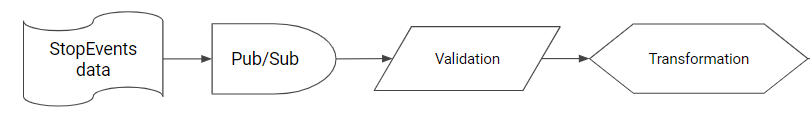 StopEvents
data
Pub/Sub
Validation
Transformation